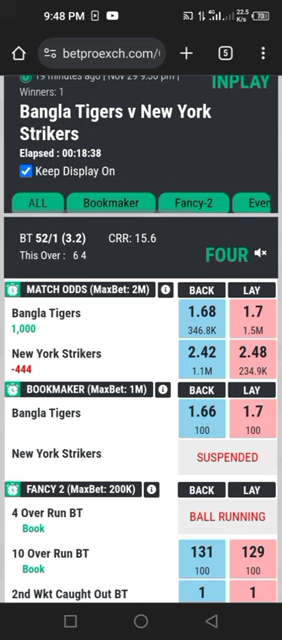 9:48 PM
4G
22.5
K/s
73
betproexch.com/
5
19 minutes ago | Nov 29 9:30 pm |
INPLAY
Winners: 1
Bangla Tigers v New York
Strikers
Elapsed : 00:18:38
Keep Display On
ALL
Bookmaker
Fancy-2
Even
BT 52/1 (3.2) CRR: 15.6
This Over : 6 4
FOUR
MATCH ODDS (MaxBet: 2M) BACK LAY
Bangla Tigers 1.68 1.7
1,000 346.8K 1.5M
New York Strikers 2.42 2.48
-444 1.1M 234.9K
BOOKMAKER (MaxBet: 1M) BACK LAY
Bangla Tigers 1.66 1.7
100 100
New York Strikers SUSPENDED
FANCY 2 (MaxBet: 200K) BACK LAY
4 Over Run BT BALL RUNNING
Book
10 Over Run BT 131 129
Book 100 100
2nd Wkt Caught Out BT 1 1